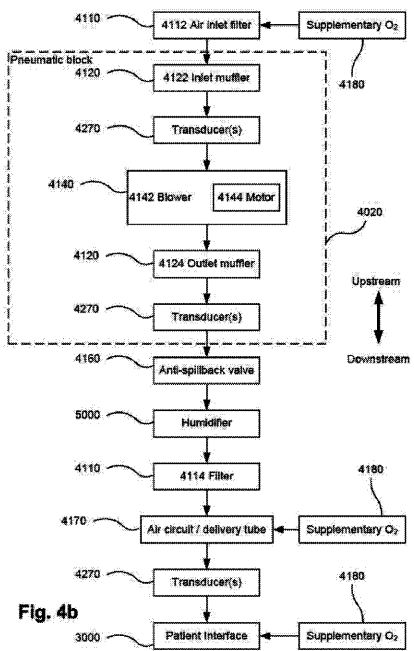 4110
4112 Air inlet filter
Supplementary O₂
4180
Pneumatic block
4120
4122 Inlet muffler
4270
Transducer(s)
4140
4142 Blower
4144 Motor
4020
4120
4124 Outlet muffler
Upstream
4270
Transducer(s)
Downstream
4160
Anti-spillback valve
5000
Humidifier
4110
4114 Filter
4180
4170
Air circuit / delivery tube
Supplementary O₂
4270
Transducer(s)
4180
Fig. 4b
3000
Patient Interface
Supplementary O₂